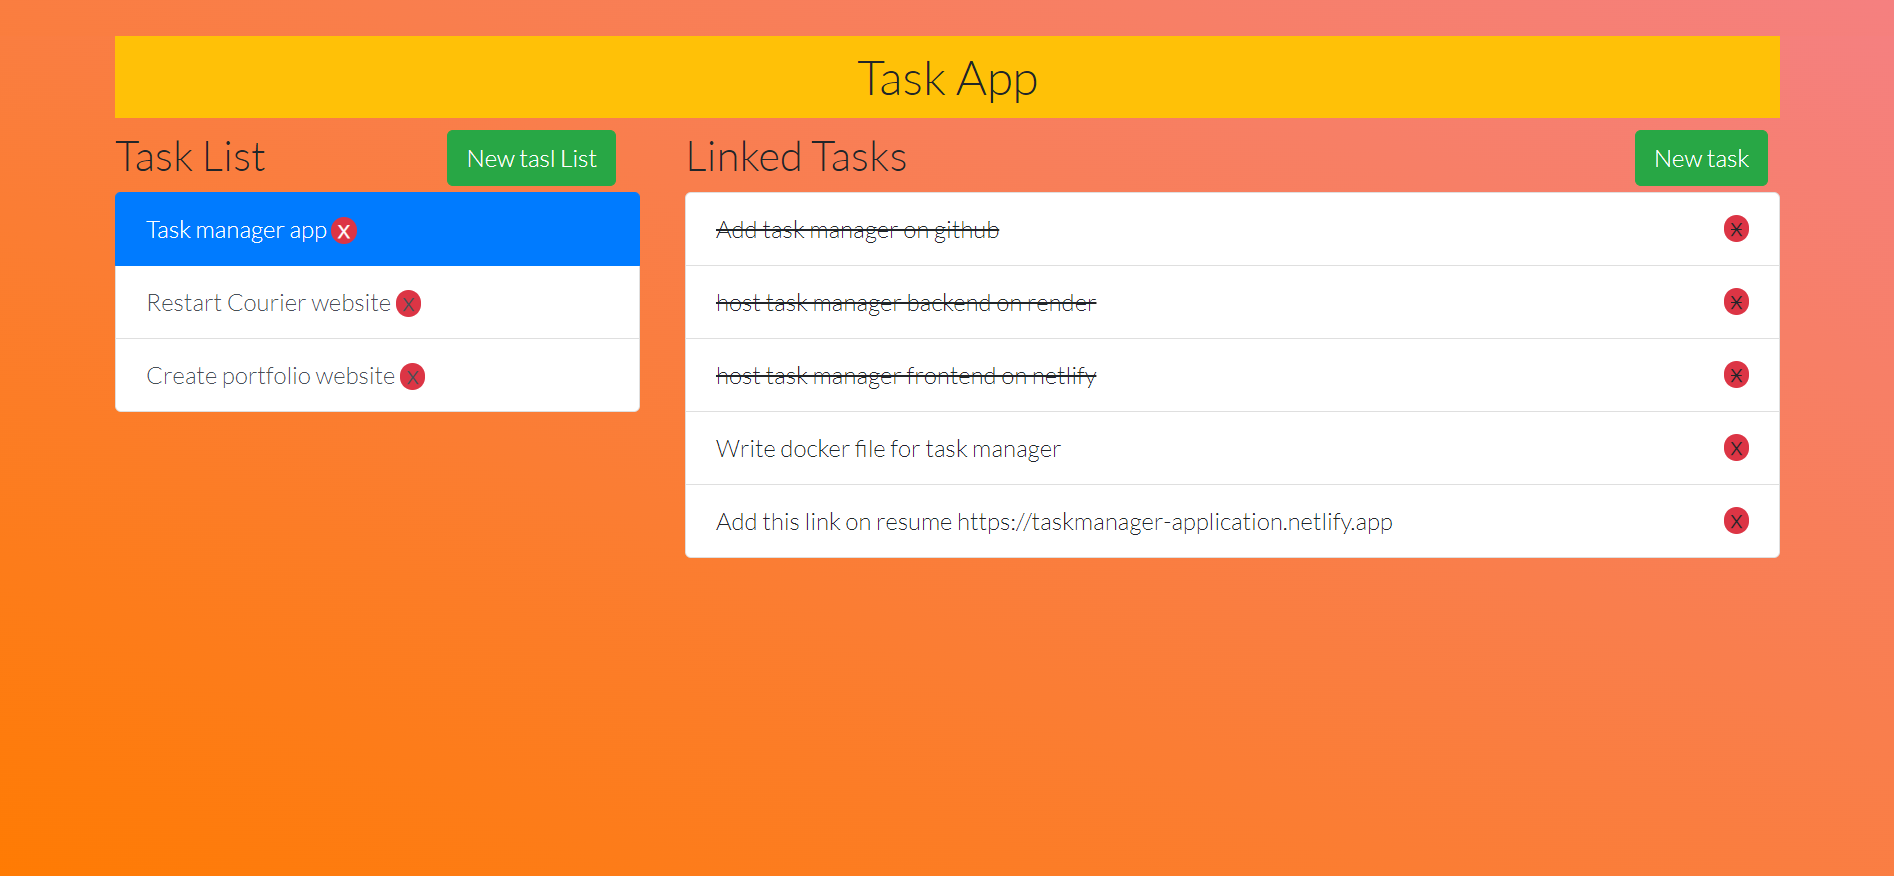 Task App
Task List
New tasl List
Task manager app x
Restart Courier website x
Create portfolio website x
Linked Tasks
New task
Add task manager on github x
host task manager backend on render x
host task manager frontend on netlify x
Write docker file for task manager x
Add this link on resume https://taskmanager-application.netlify.app x